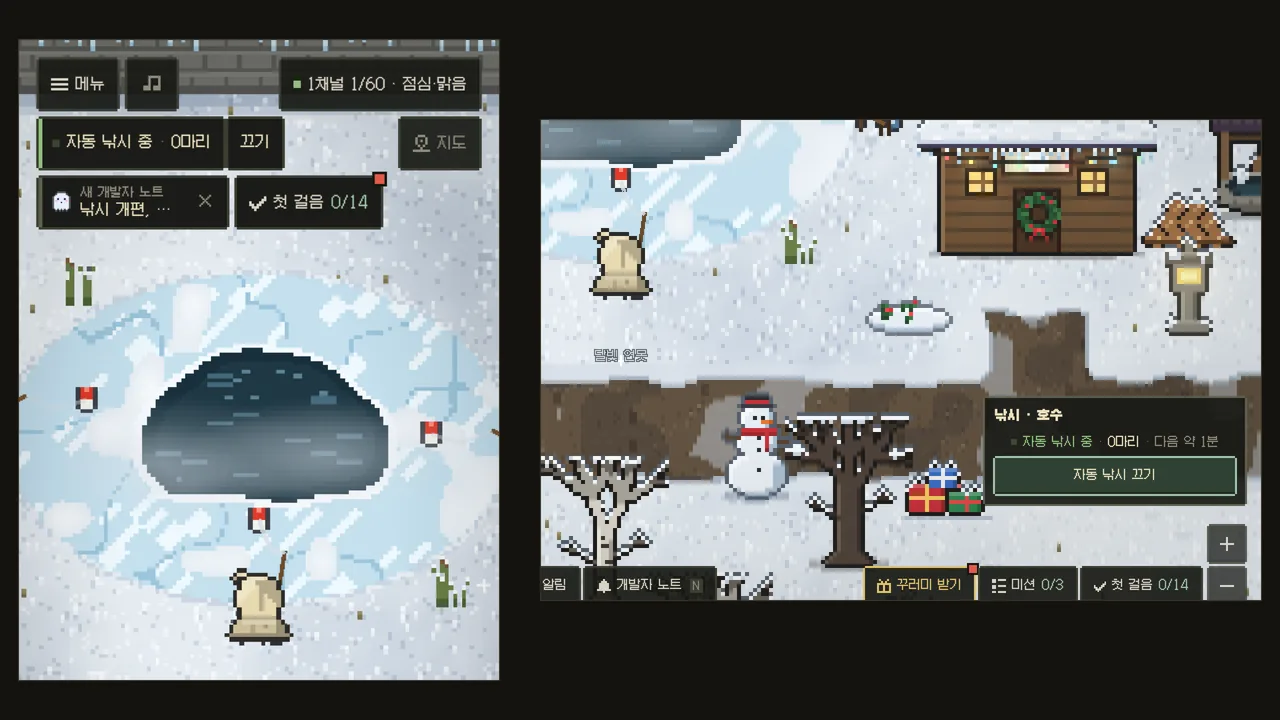 메뉴
1채널 1/60 · 점심·맑음
자동 낚시 중 · 0마리
끄기
지도
새 개발자 노트
낚시 개편, ···
첫 걸음 0/14
달빛 연못
낚시 · 호수
자동 낚시 중 · 0마리 · 다음 약 1분
자동 낚시 끄기
알림
개발자 노트 N
꾸러미 받기
미션 0/3
첫 걸음 0/14